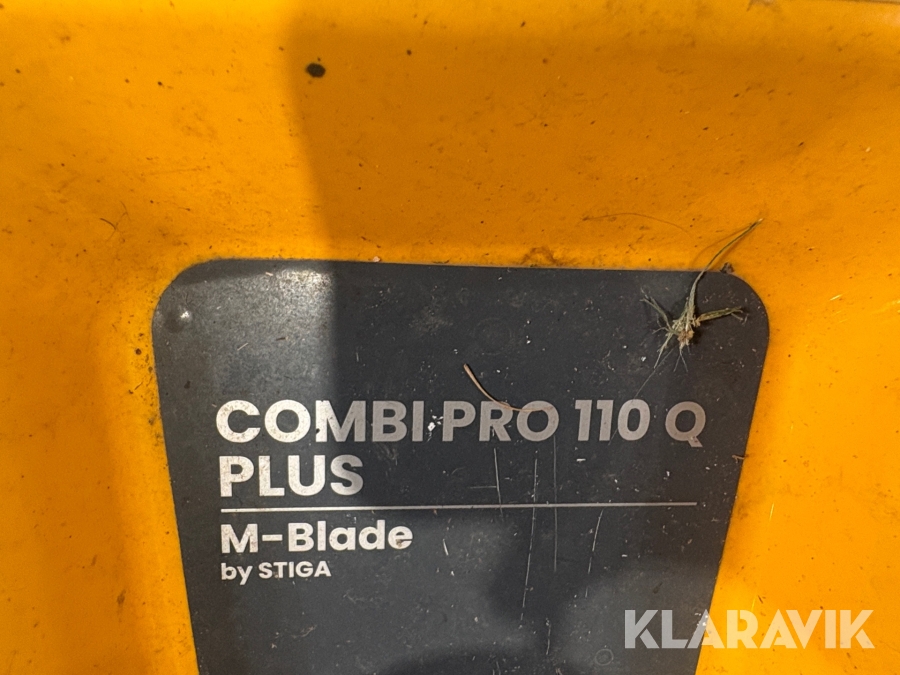 COMBI PRO 110 Q
PLUS
M-Blade
by STIGA
KLARAVIK